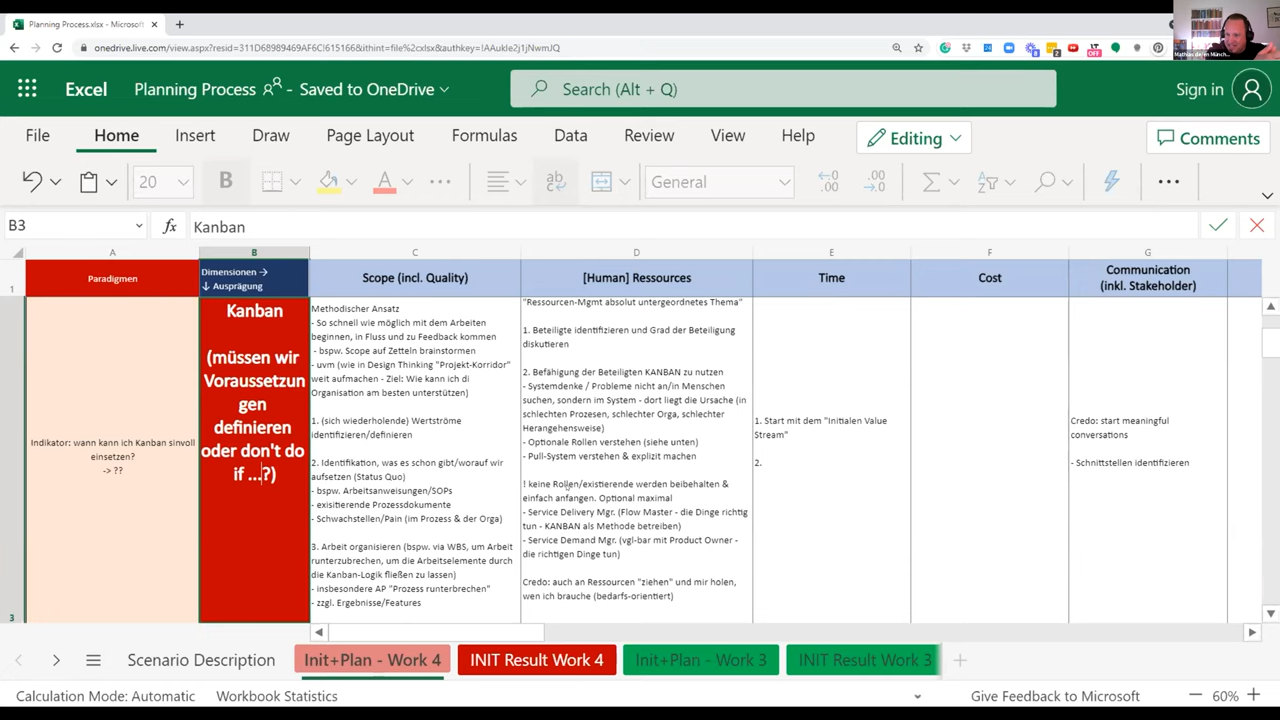 Planning Process.xlsx - Microsof
onedrive.live.com/view.aspx?resid=311D68989469AF6C!615166&ithint=file%2cxlsx&authkey=!AAukle2j1jNwmJQ
Excel
Planning Process - Saved to OneDrive
Search (Alt + Q)
Sign in
File
Home
Insert
Draw
Page Layout
Formulas
Data
Review
View
Help
Editing
Comments
20
B
A
ab
General
B3
fx
Kanban
A
B
C
D
E
F
G
1
Paradigmen
Dimensionen →
↓ Ausprägung
Scope (incl. Quality)
[Human] Ressources
Time
Cost
Communication
(inkl. Stakeholder)
3
Indikator: wann kann ich Kanban sinvoll
einsetzen?
-> ??
Kanban
(müssen wir
Voraussetzun
gen
definieren
oder don't do
if ...?)
Methodischer Ansatz
- So schnell wie möglich mit dem Arbeiten
beginnen, in Fluss und zu Feedback kommen
- bspw. Scope auf Zetteln brainstormen
- uvm (wie in Design Thinking "Projekt-Korridor"
weit aufmachen - Ziel: Wie kann ich di
Organisation am besten unterstützen)
1. (sich wiederholende) Wertströme
identifizieren/definieren
2. Identifikation, was es schon gibt/worauf wir
aufsetzen (Status Quo)
- bspw. Arbeitsanweisungen/SOPs
- exisitierende Prozessdokumente
- Schwachstellen/Pain (im Prozess & der Orga)
3. Arbeit organisieren (bspw. via WBS, um Arbeit
runterzubrechen, um die Arbeitselemente durch
die Kanban-Logik fließen zu lassen)
- insbesondere AP "Prozess runterbrechen"
- zzgl. Ergebnisse/Features
"Ressourcen-Mgmt absolut untergeordnetes Thema"
1. Beteiligte identifizieren und Grad der Beteiligung
diskutieren
2. Befähigung der Beteiligten KANBAN zu nutzen
- Systemdenke / Probleme nicht an/in Menschen
suchen, sondern im System - dort liegt die Ursache (in
schlechten Prozesen, schlechter Orga, schlechter
Herangehensweise)
- Optionale Rollen verstehen (siehe unten)
- Pull-System verstehen & explizit machen
! keine Rollen/existierende werden beibehalten &
einfach anfangen. Optional maximal
- Service Delivery Mgr. (Flow Master - die Dinge richtig
tun - KANBAN als Methode betreiben)
- Service Demand Mgr. (vgl-bar mit Product Owner -
die richtigen Dinge tun)
Credo: auch an Ressourcen "ziehen" und mir holen,
wen ich brauche (bedarfs-orientiert)
1. Start mit dem "Initialen Value
Stream"
2.
Credo: start meaningful
conversations
- Schnittstellen identifizieren
Scenario Description
Init+Plan - Work 4
INIT Result Work 4
Init+Plan - Work 3
INIT Result Work 3
Calculation Mode: Automatic
Workbook Statistics
Give Feedback to Microsoft
60%